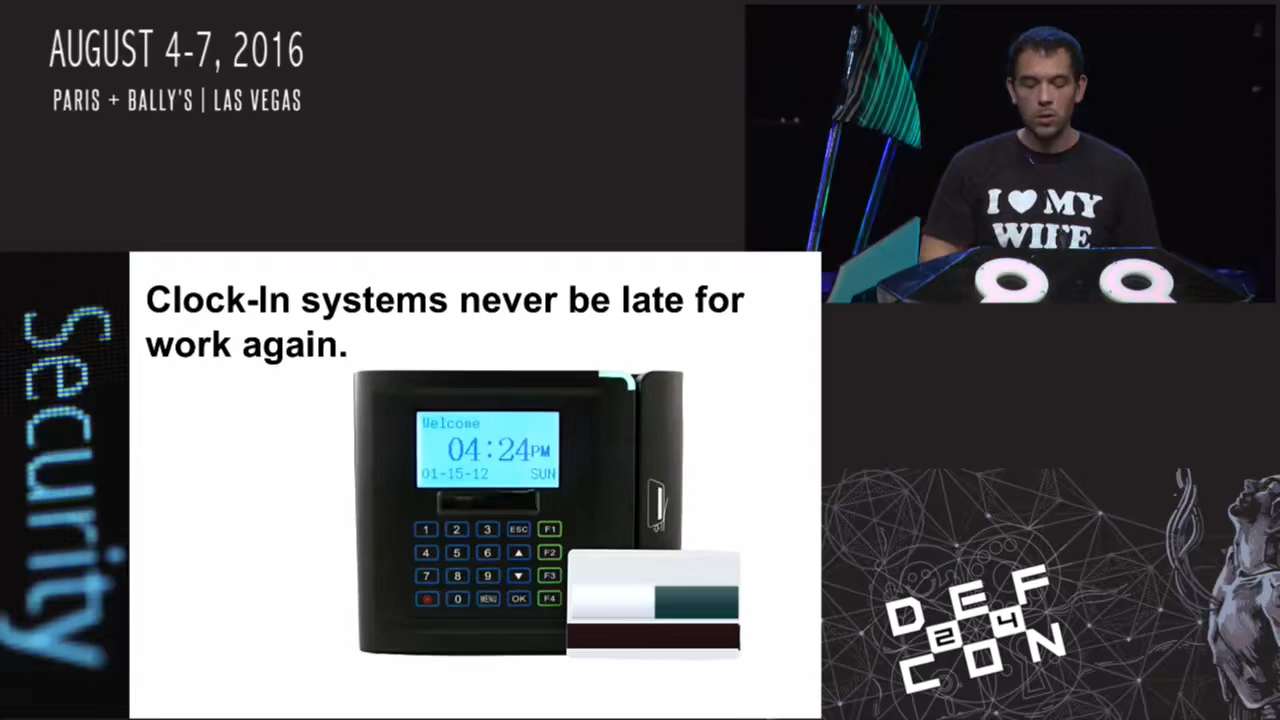 AUGUST 4-7, 2016
PARIS + BALLY'S | LAS VEGAS
I ♥ MY
WIFE
Security
Clock-In systems never be late for
work again.
Welcome
04:24PM
01-15-12 SUN
1 2 3 ESC F1
4 5 6 ▲ F2
7 8 9 ▼ F3
0 MENU OK F4
DEF
24
CON